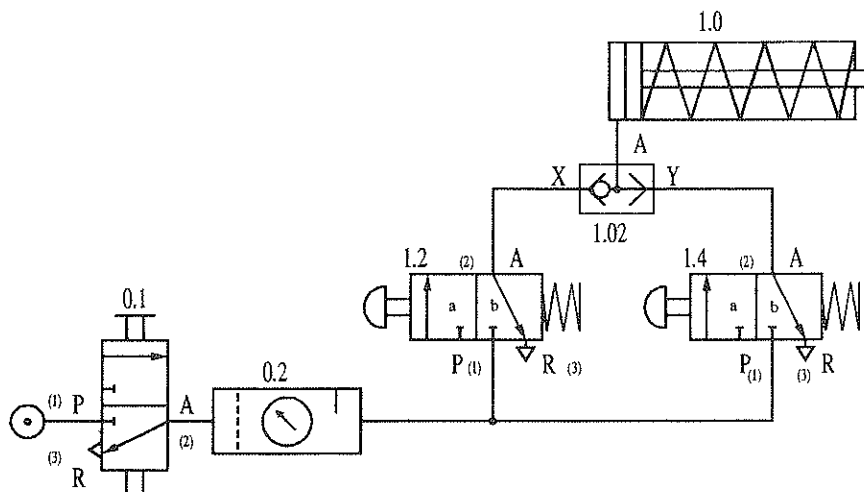 1.0
A
X Y
1.02
1.2 (2) A 1.4 (2) A
0.1
a b a b
0.2
P (1) R (3) P (1) (3) R
(1) P A
(3) (2)
R